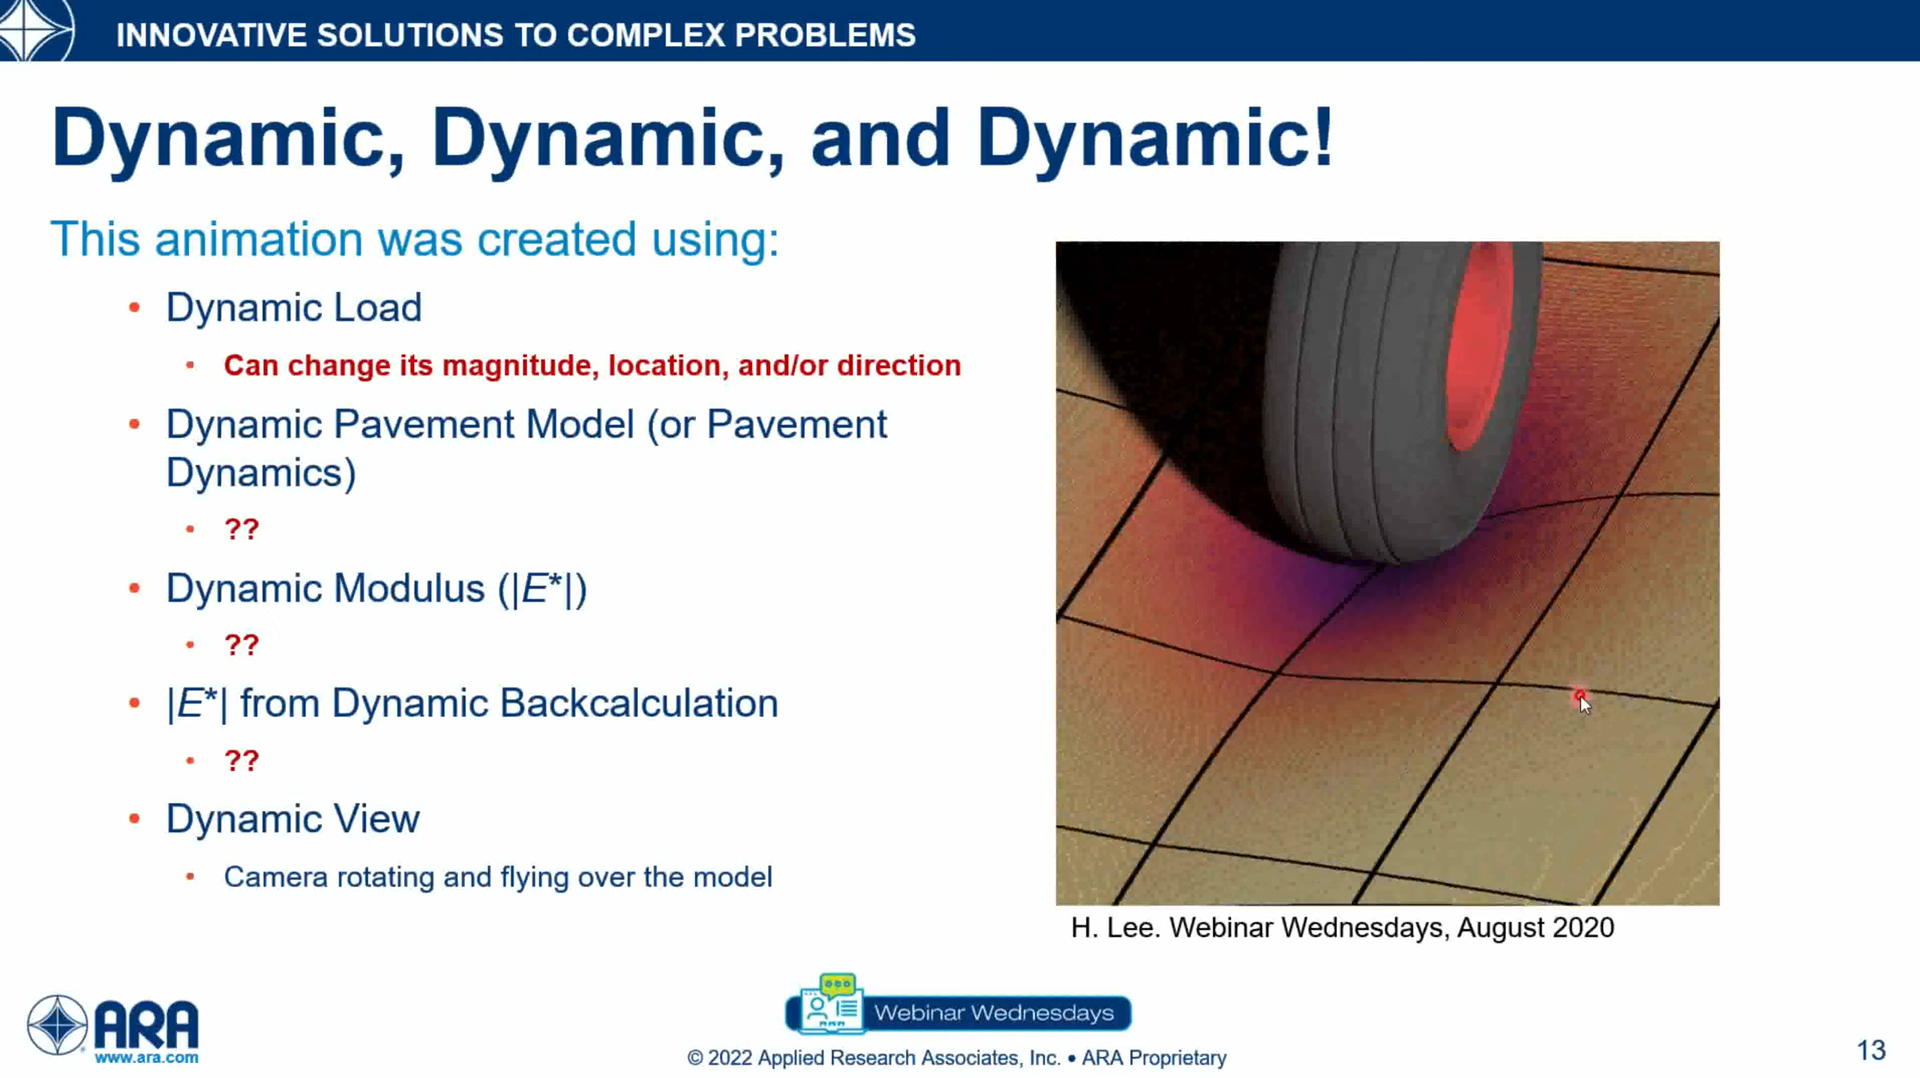 INNOVATIVE SOLUTIONS TO COMPLEX PROBLEMS
Dynamic, Dynamic, and Dynamic!
This animation was created using:
• Dynamic Load
• Can change its magnitude, location, and/or direction
• Dynamic Pavement Model (or Pavement
Dynamics)
• ??
• Dynamic Modulus (|E*|)
• ??
• |E*| from Dynamic Backcalculation
• ??
• Dynamic View
• Camera rotating and flying over the model
H. Lee. Webinar Wednesdays, August 2020
ARA
www.ara.com
Webinar Wednesdays
© 2022 Applied Research Associates, Inc. • ARA Proprietary
13